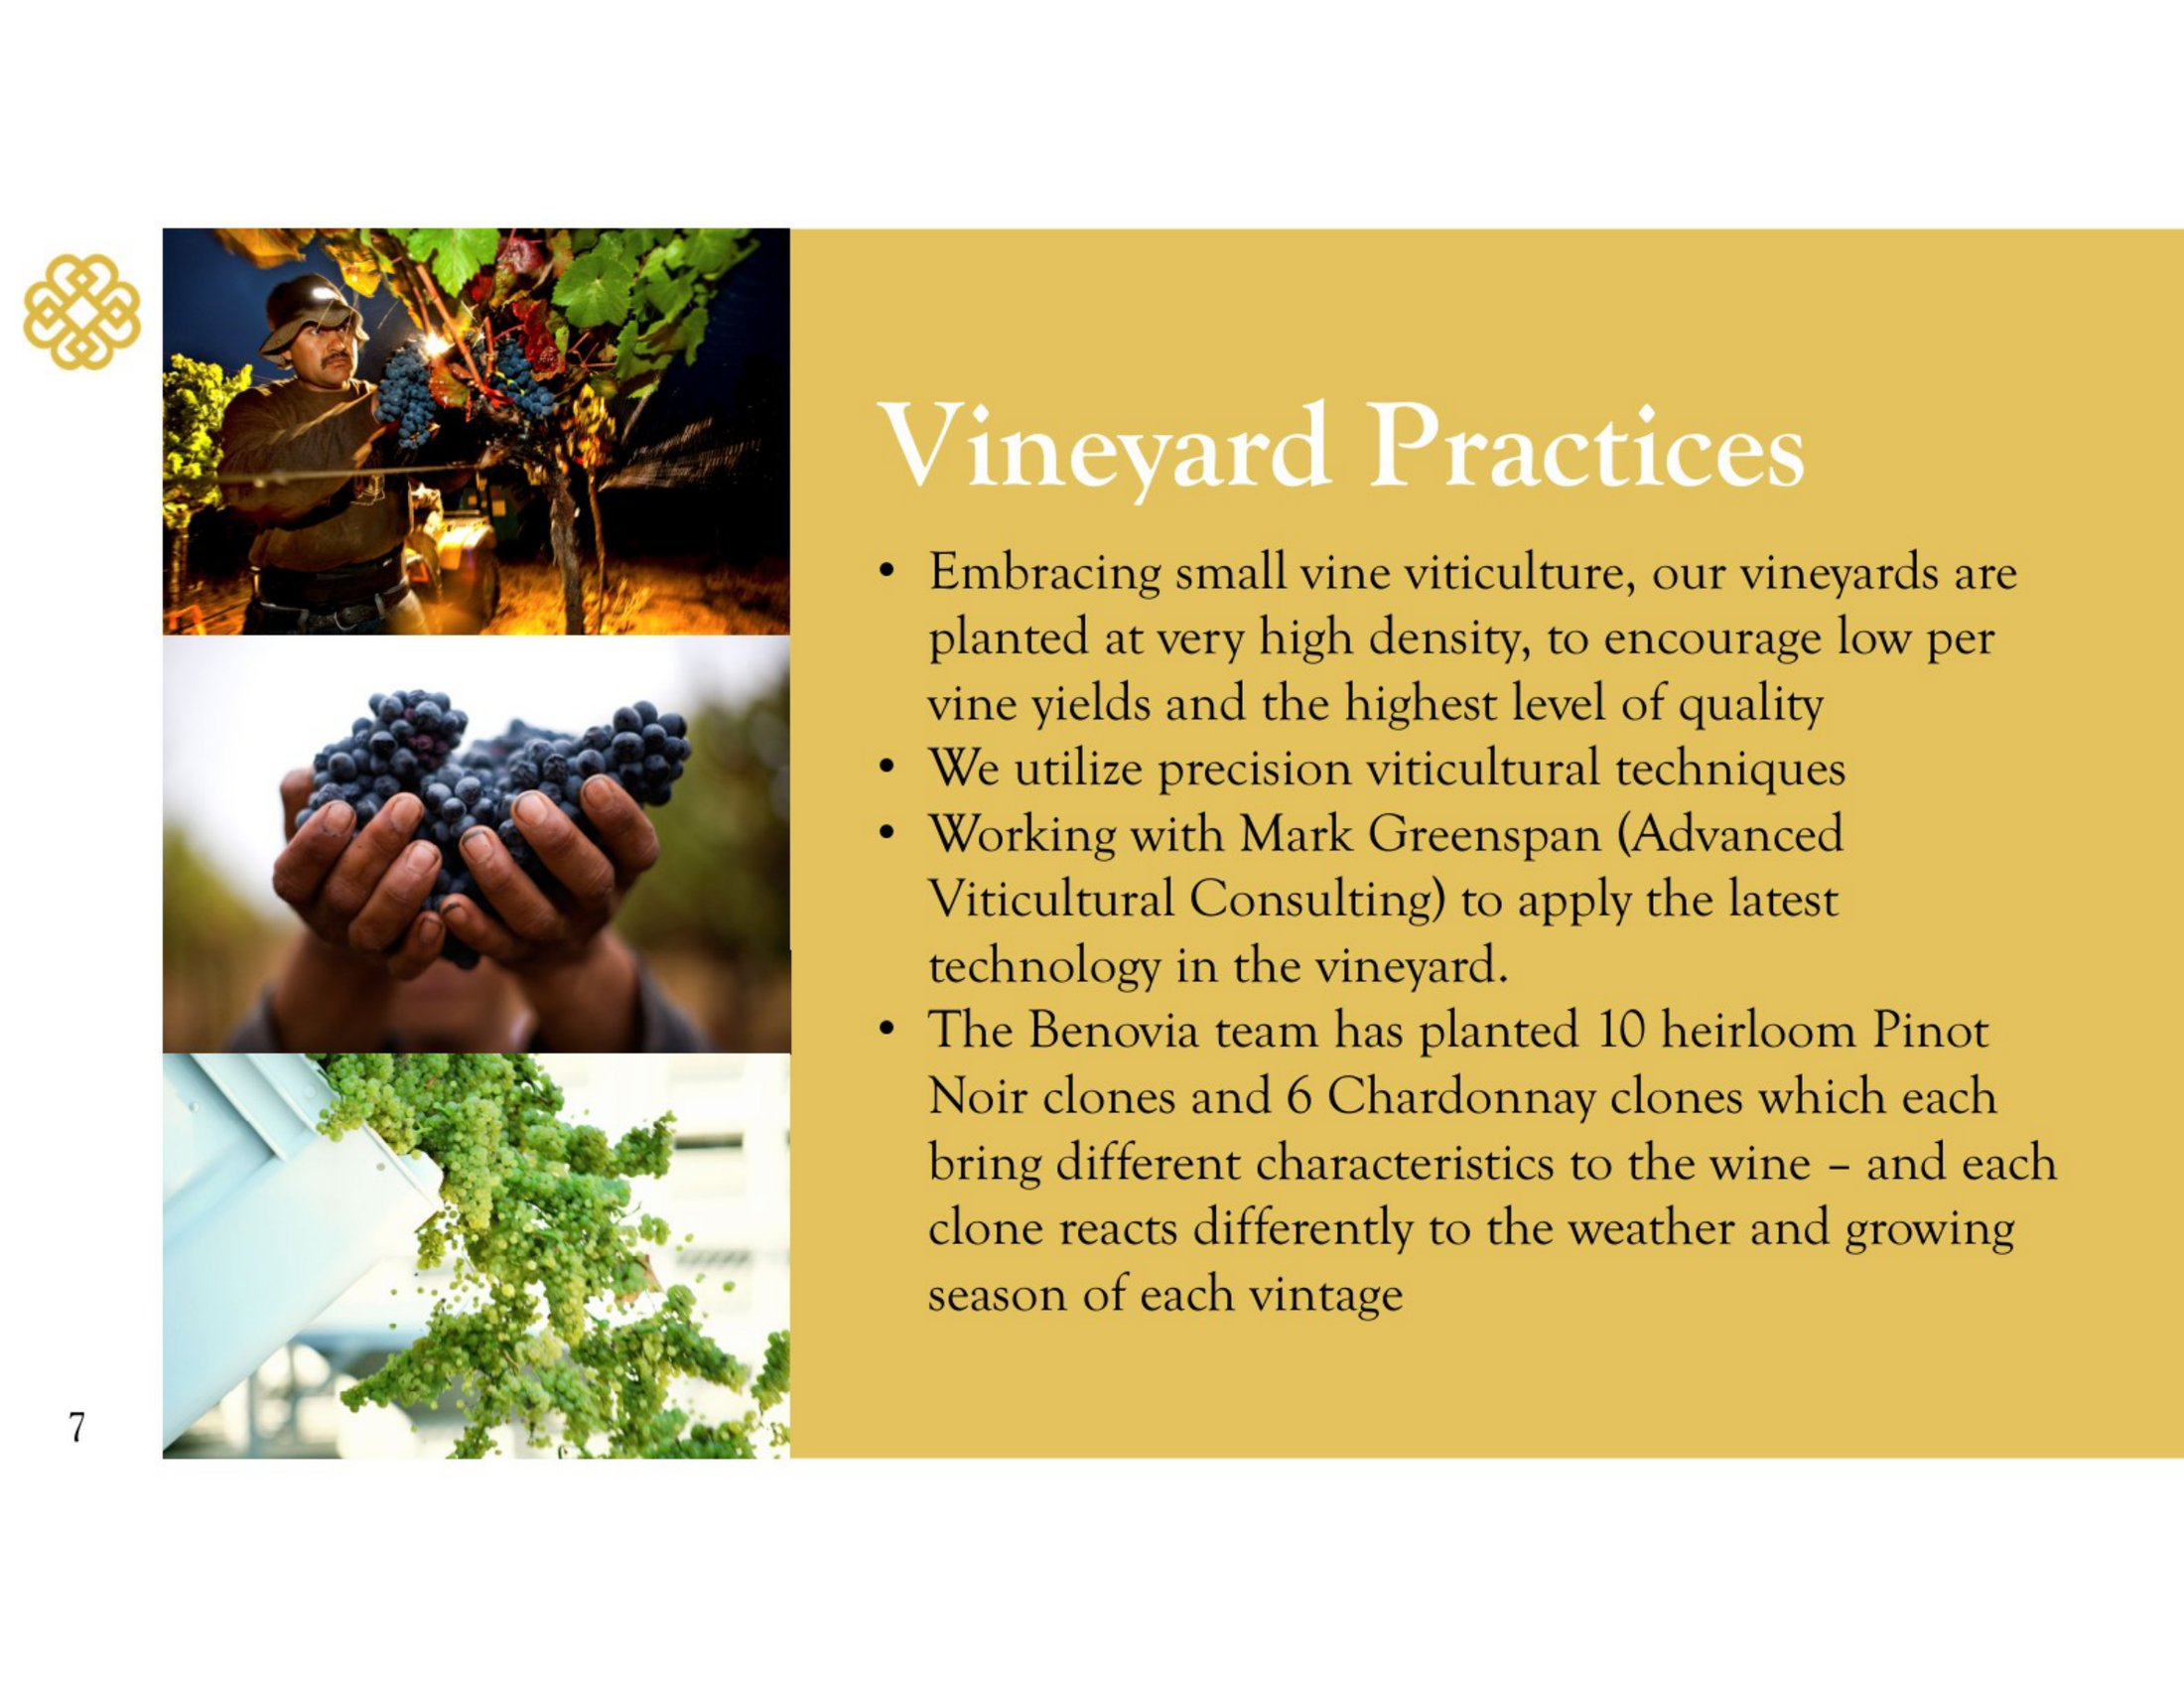 Vineyard Practices
• Embracing small vine viticulture, our vineyards are
planted at very high density, to encourage low per
vine yields and the highest level of quality
• We utilize precision viticultural techniques
• Working with Mark Greenspan (Advanced
Viticultural Consulting) to apply the latest
technology in the vineyard.
• The Benovia team has planted 10 heirloom Pinot
Noir clones and 6 Chardonnay clones which each
bring different characteristics to the wine – and each
clone reacts differently to the weather and growing
season of each vintage
7